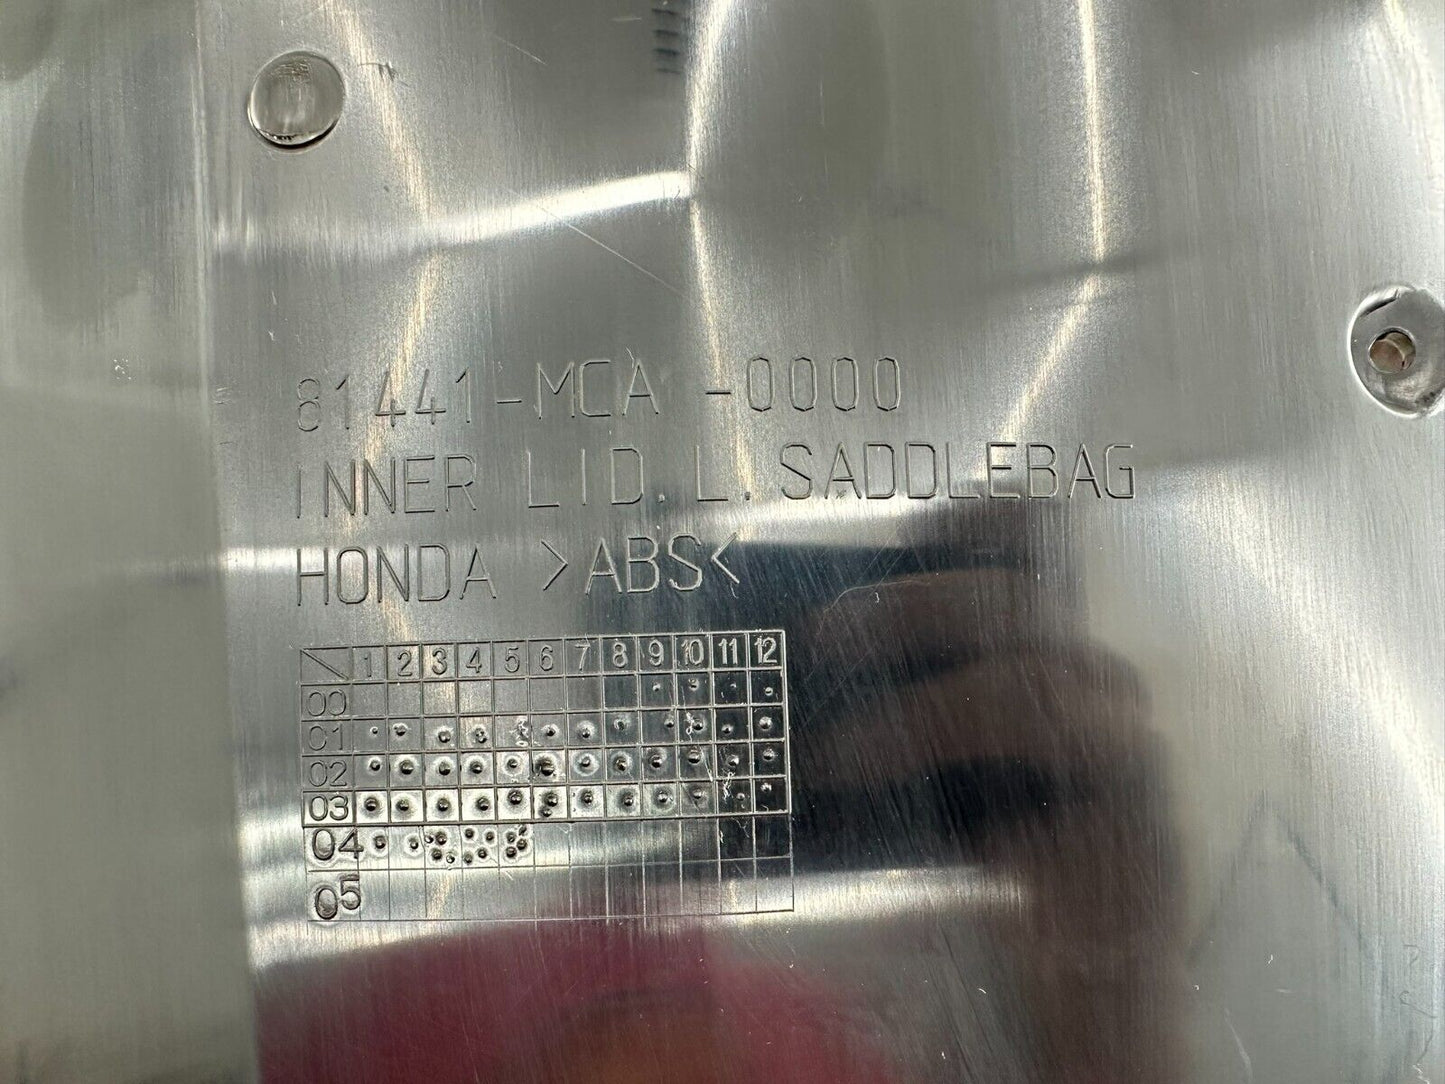 81441-MCA-0000
INNER LID. L. SADDLEBAG
HONDA >ABS<
1 2 3 4 5 6 7 8 9 10 11 12
00
01
02
03
04
05